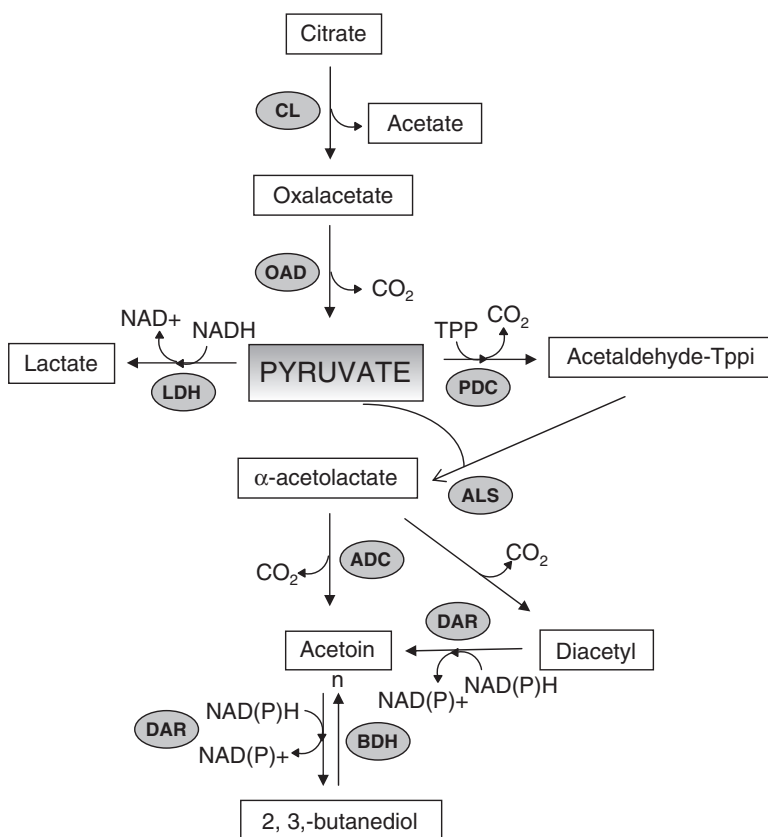 Citrate
CL
Acetate
Oxalacetate
OAD
CO₂
NAD+ NADH
TPP CO₂
Lactate
PYRUVATE
Acetaldehyde-Tppi
LDH
PDC
α-acetolactate
ALS
CO₂
ADC
CO₂
DAR
Acetoin
Diacetyl
n
NAD(P)+ NAD(P)H
DAR
NAD(P)H
NAD(P)+
BDH
2, 3,-butanediol